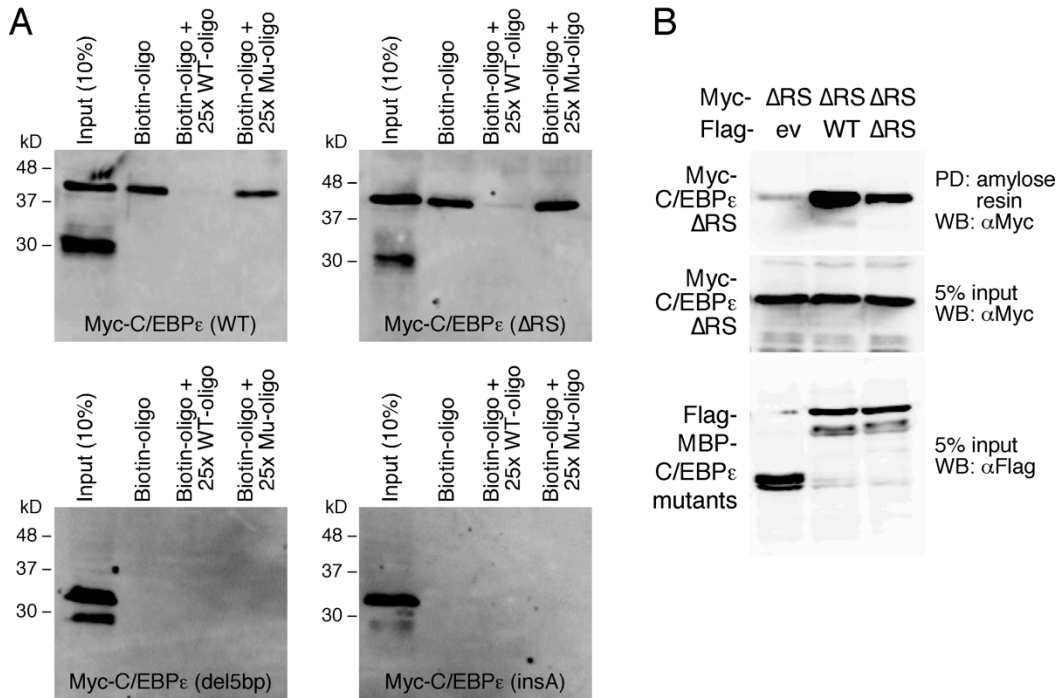 A
Input (10%)
Biotin-oligo
Biotin-oligo +
25x WT-oligo
Biotin-oligo +
25x Mu-oligo
kD
48
37
30
Myc-C/EBPε (WT)
Input (10%)
Biotin-oligo
Biotin-oligo +
25x WT-oligo
Biotin-oligo +
25x Mu-oligo
kD
48
37
30
Myc-C/EBPε (ΔRS)
Input (10%)
Biotin-oligo
Biotin-oligo +
25x WT-oligo
Biotin-oligo +
25x Mu-oligo
kD
48
37
30
Myc-C/EBPε (del5bp)
Input (10%)
Biotin-oligo
Biotin-oligo +
25x WT-oligo
Biotin-oligo +
25x Mu-oligo
kD
48
37
30
Myc-C/EBPε (insA)
B
Myc- ΔRS ΔRS ΔRS
Flag- ev WT ΔRS
Myc-
C/EBPε
ΔRS
PD: amylose
resin
WB: αMyc
Myc-
C/EBPε
ΔRS
5% input
WB: αMyc
Flag-
MBP-
C/EBPε
mutants
5% input
WB: αFlag